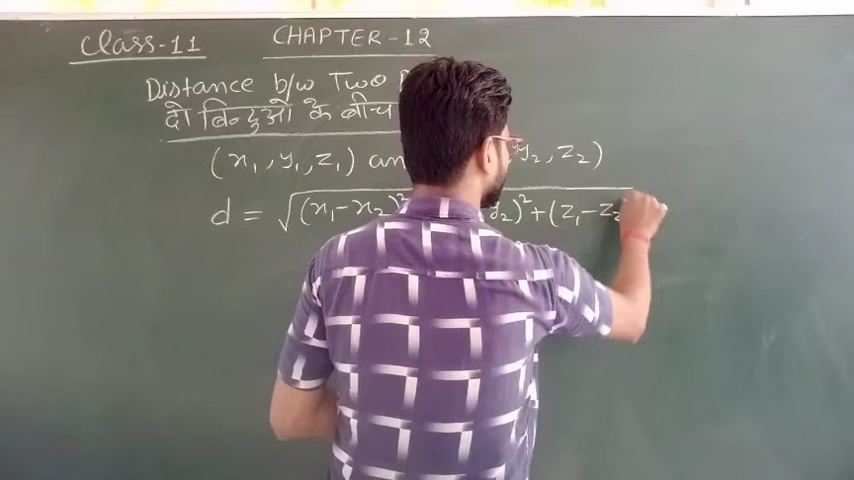 Class-11
CHAPTER-12
Distance b/w Two
दो बिन्दुओ के बीच
(x₁, y₁, z₁) an y₂, z₂)
d = √(x₁-x₂)² y₂)²+(z₁-z₂